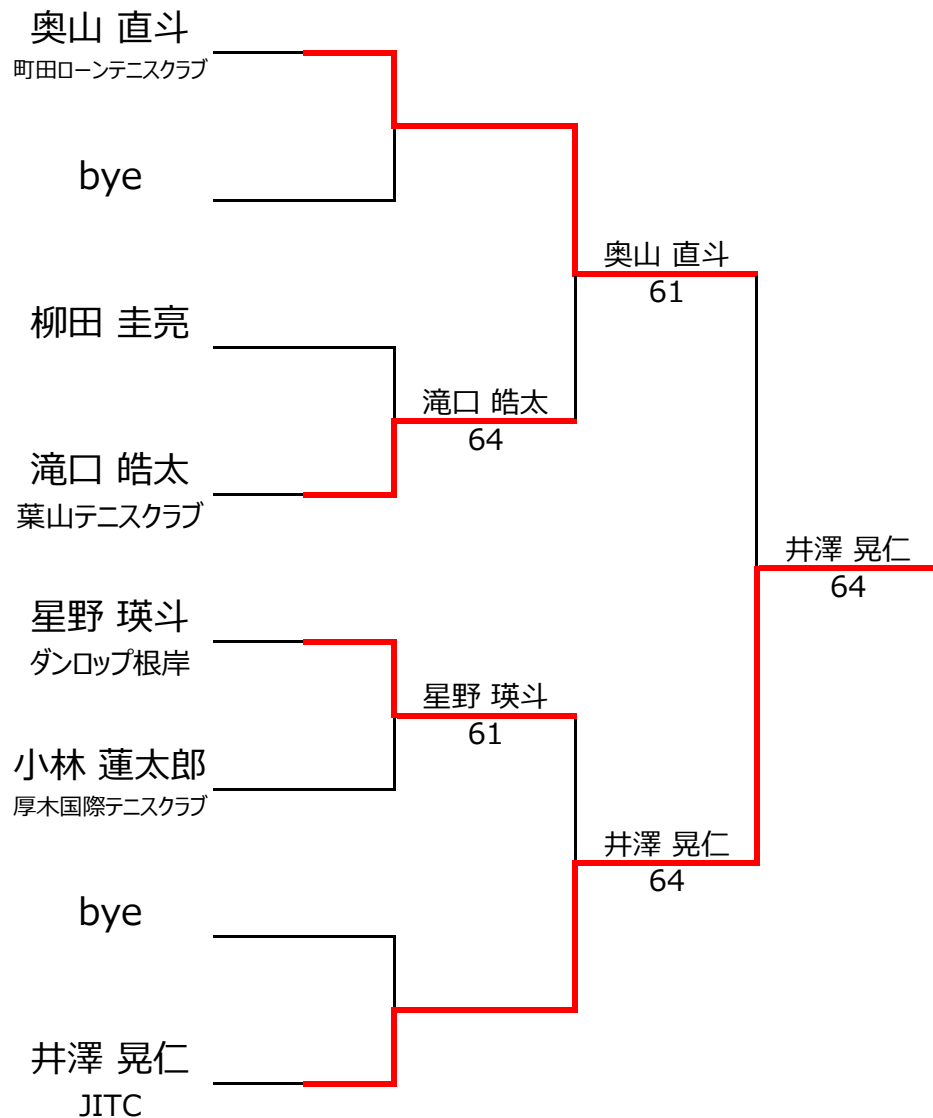 奥山 直斗
町田ローンテニスクラブ
bye
柳田 圭亮
滝口 皓太
葉山テニスクラブ
星野 瑛斗
ダンロップ根岸
小林 蓮太郎
厚木国際テニスクラブ
bye
井澤 晃仁
JITC
滝口 皓太
64
星野 瑛斗
61
奥山 直斗
61
井澤 晃仁
64
井澤 晃仁
64